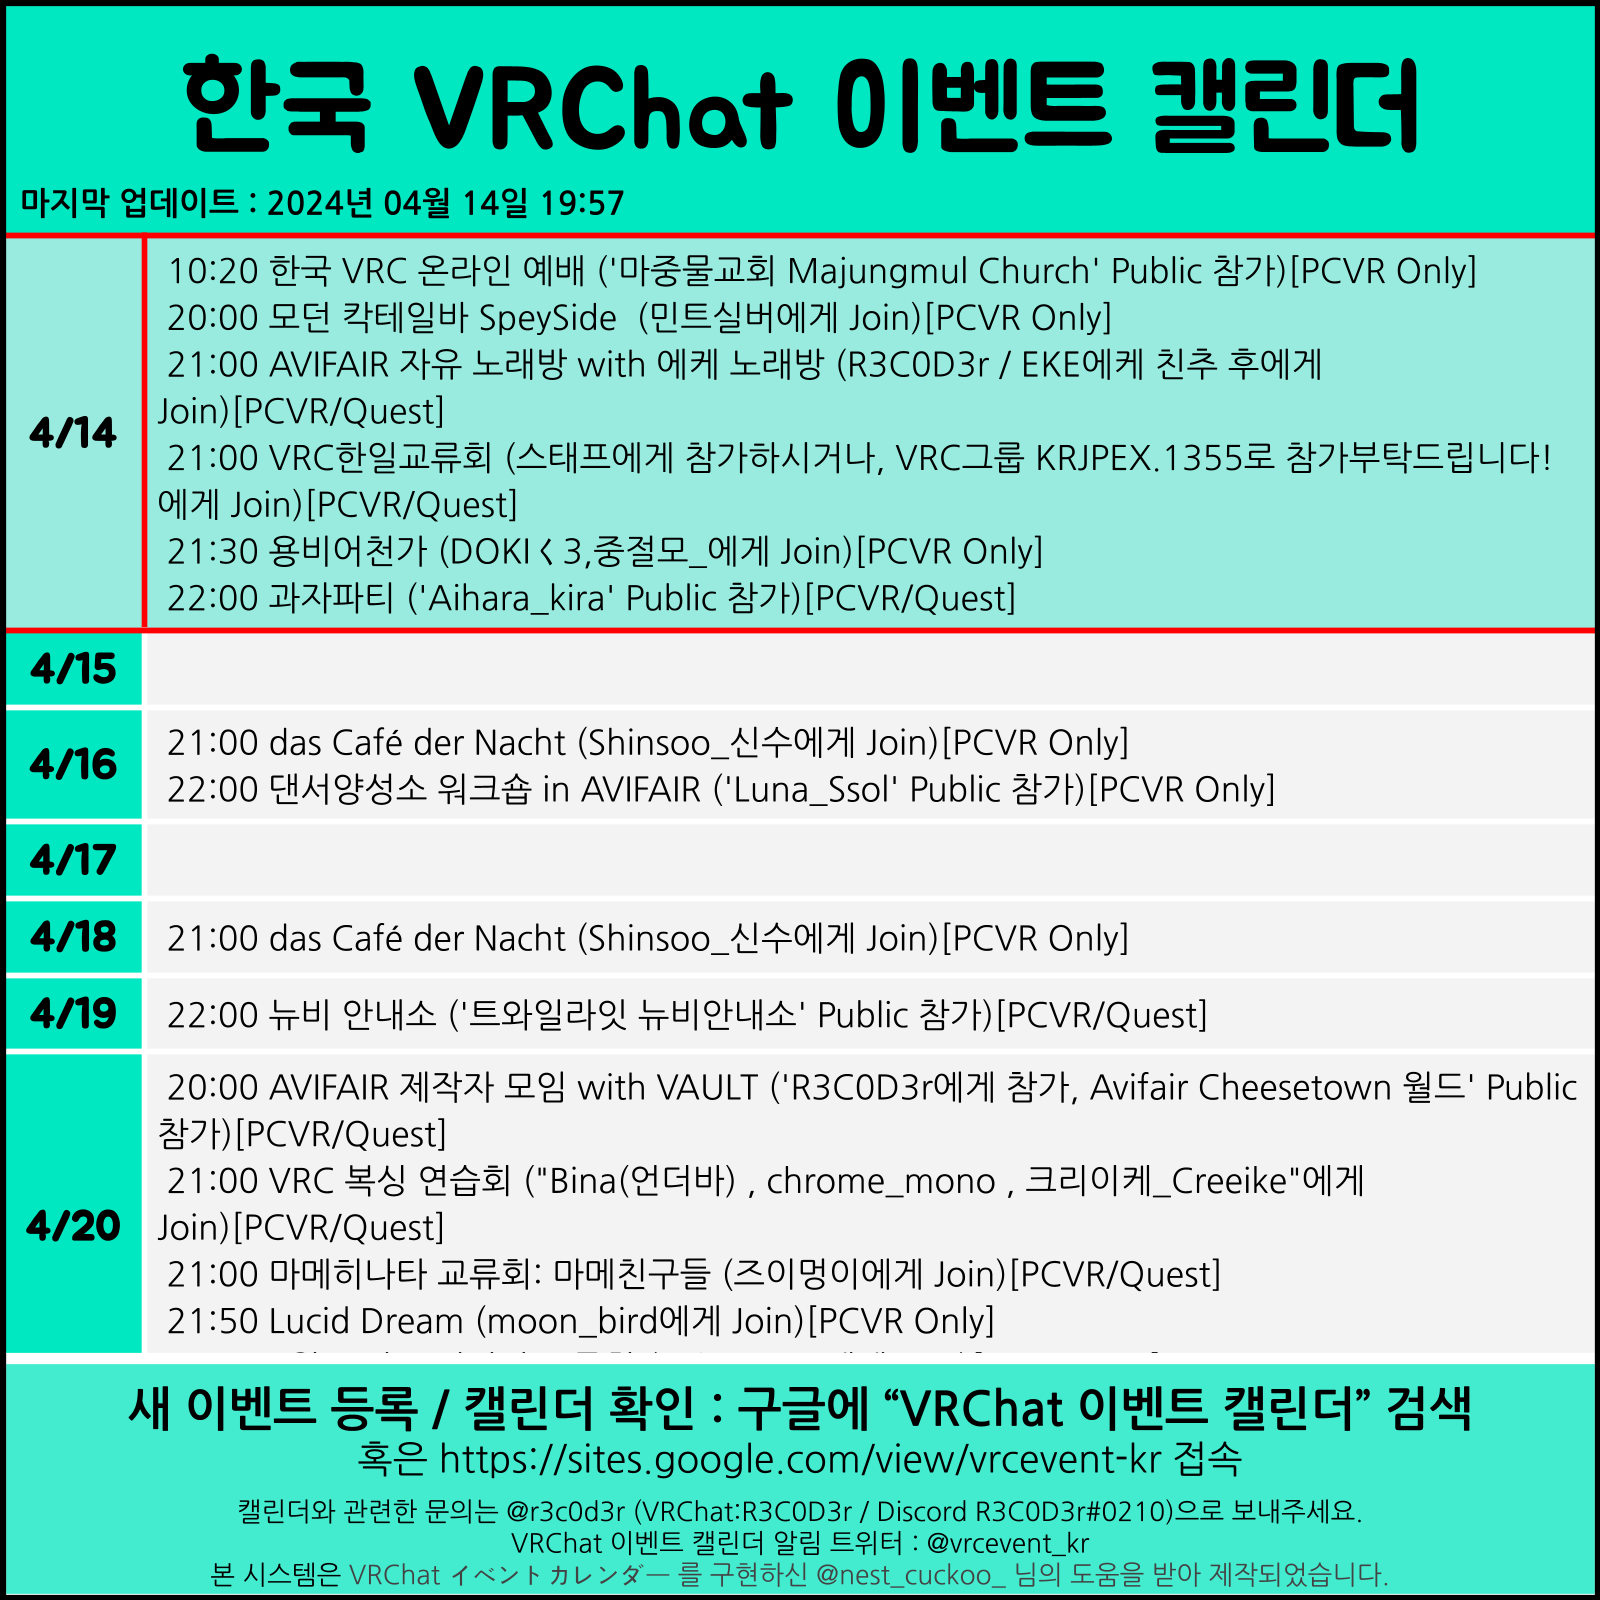 한국 VRChat 이벤트 캘린더
마지막 업데이트 : 2024년 04월 14일 19:57
4/14
10:20 한국 VRC 온라인 예배 ('마중물교회 Majungmul Church' Public 참가)[PCVR Only]
20:00 모던 칵테일바 SpeySide (민트실버에게 Join)[PCVR Only]
21:00 AVIFAIR 자유 노래방 with 에케 노래방 (R3C0D3r / EKE에케 친추 후에게
Join)[PCVR/Quest]
21:00 VRC한일교류회 (스태프에게 참가하시거나, VRC그룹 KRJPEX.1355로 참가부탁드립니다!
에게 Join)[PCVR/Quest]
21:30 용비어천가 (DOKIく3,중절모_에게 Join)[PCVR Only]
22:00 과자파티 ('Aihara_kira' Public 참가)[PCVR/Quest]
4/15
4/16
21:00 das Café der Nacht (Shinsoo_신수에게 Join)[PCVR Only]
22:00 댄서양성소 워크숍 in AVIFAIR ('Luna_Ssol' Public 참가)[PCVR Only]
4/17
4/18
21:00 das Café der Nacht (Shinsoo_신수에게 Join)[PCVR Only]
4/19
22:00 뉴비 안내소 ('트와일라잇 뉴비안내소' Public 참가)[PCVR/Quest]
4/20
20:00 AVIFAIR 제작자 모임 with VAULT ('R3C0D3r에게 참가, Avifair Cheesetown 월드' Public
참가)[PCVR/Quest]
21:00 VRC 복싱 연습회 ("Bina(언더바) , chrome_mono , 크리이케_Creeike"에게
Join)[PCVR/Quest]
21:00 마메히나타 교류회: 마메친구들 (즈이멍이에게 Join)[PCVR/Quest]
21:50 Lucid Dream (moon_bird에게 Join)[PCVR Only]
새 이벤트 등록 / 캘린더 확인 : 구글에 “VRChat 이벤트 캘린더” 검색
혹은 https://sites.google.com/view/vrcevent-kr 접속
캘린더와 관련한 문의는 @r3c0d3r (VRChat:R3C0D3r / Discord R3C0D3r#0210)으로 보내주세요.
VRChat 이벤트 캘린더 알림 트위터 : @vrcevent_kr
본 시스템은 VRChat イベントカレンダー 를 구현하신 @nest_cuckoo_ 님의 도움을 받아 제작되었습니다.